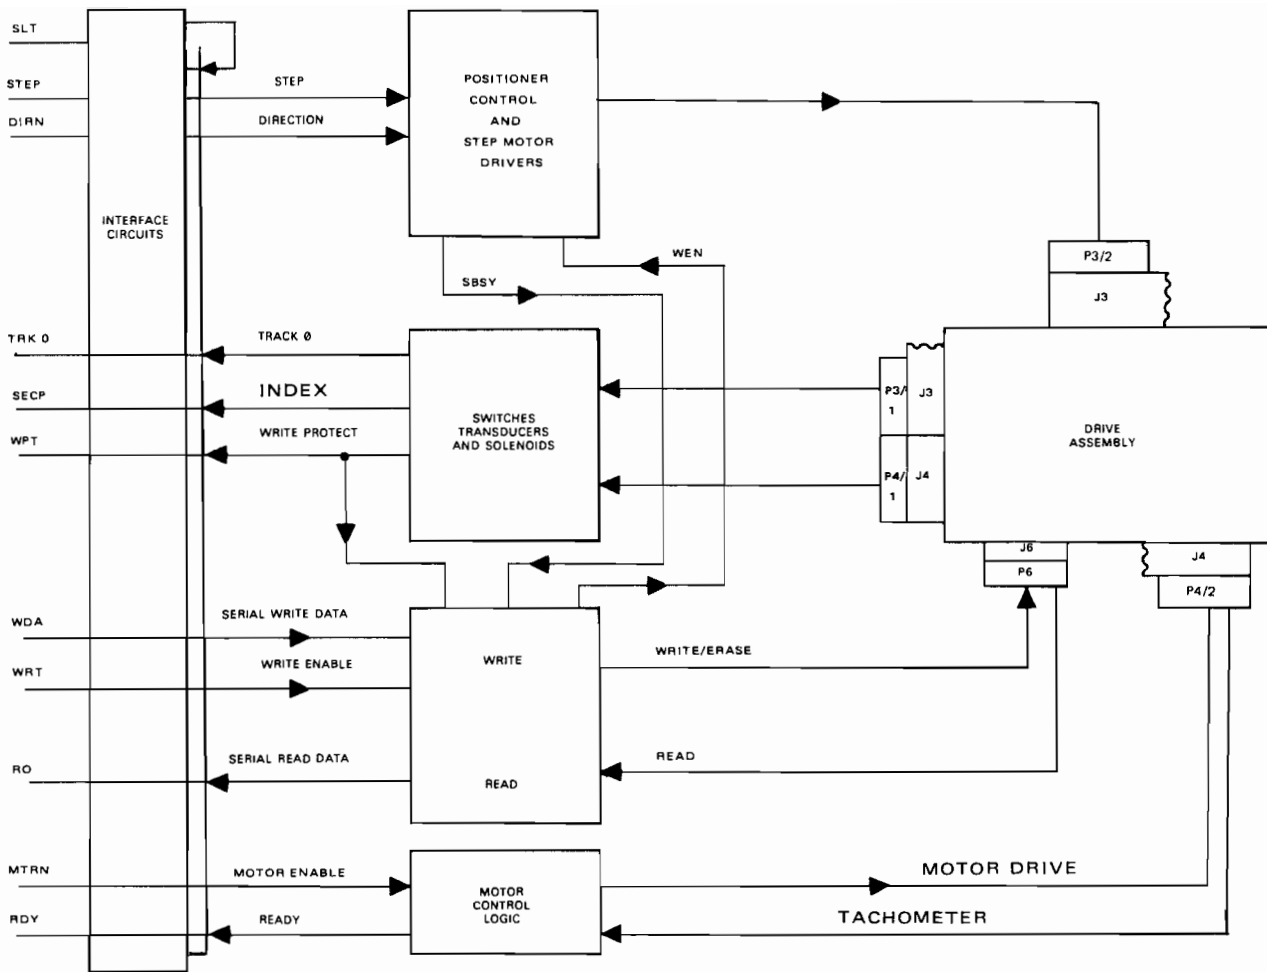 SLT
STEP
DIRN
STEP
DIRECTION
INTERFACE
CIRCUITS
POSITIONER
CONTROL
AND
STEP MOTOR
DRIVERS
SBSY
WEN
P3/2
J3
TRK 0
SECP
WPT
TRACK 0
INDEX
WRITE PROTECT
SWITCHES
TRANSDUCERS
AND SOLENOIDS
P3/
1
J3
P4/
1
J4
DRIVE
ASSEMBLY
J6
P6
J4
P4/2
WDA
WRT
RO
SERIAL WRITE DATA
WRITE ENABLE
SERIAL READ DATA
WRITE
READ
WRITE/ERASE
READ
MTRN
RDY
MOTOR ENABLE
READY
MOTOR
CONTROL
LOGIC
MOTOR DRIVE
TACHOMETER